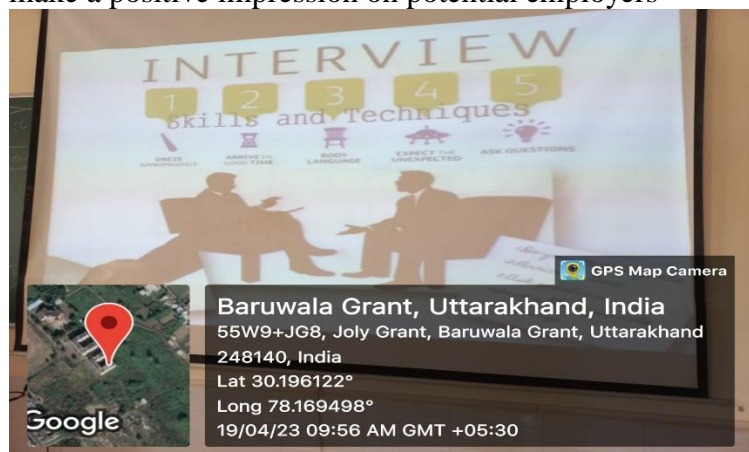 make a positive impression on potential employers
INTERVIEW
1 2 3 4 5
Skills and Techniques
DRESS APPROPRIATELY
ARRIVE IN GOOD TIME
BODY LANGUAGE
EXPECT THE UNEXPECTED
ASK QUESTIONS
GPS Map Camera
Baruwala Grant, Uttarakhand, India
55W9+JG8, Joly Grant, Baruwala Grant, Uttarakhand
248140, India
Lat 30.196122°
Long 78.169498°
19/04/23 09:56 AM GMT +05:30
Google